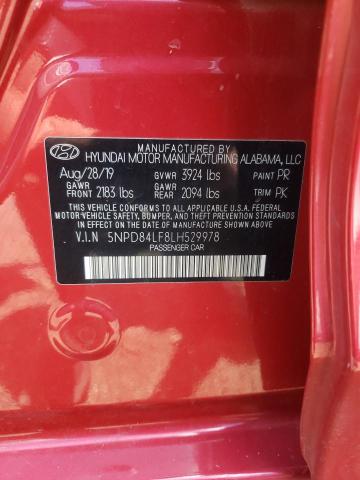 MANUFACTURED BY
HYUNDAI MOTOR MANUFACTURING ALABAMA, LLC
Aug/28/19 GVWR 3924 lbs PAINT PR
GAWR FRONT 2183 lbs GAWR REAR 2094 lbs TRIM PK
THIS VEHICLE CONFORMS TO ALL APPLICABLE U.S.A FEDERAL
MOTOR VEHICLE SAFETY, BUMPER, AND THEFT PREVENTION
STANDARDS IN EFFECT ON THE DATE OF MANUFACTURE SHOWN ABOVE.
V.I.N 5NPD84LF8LH529978
PASSENGER CAR